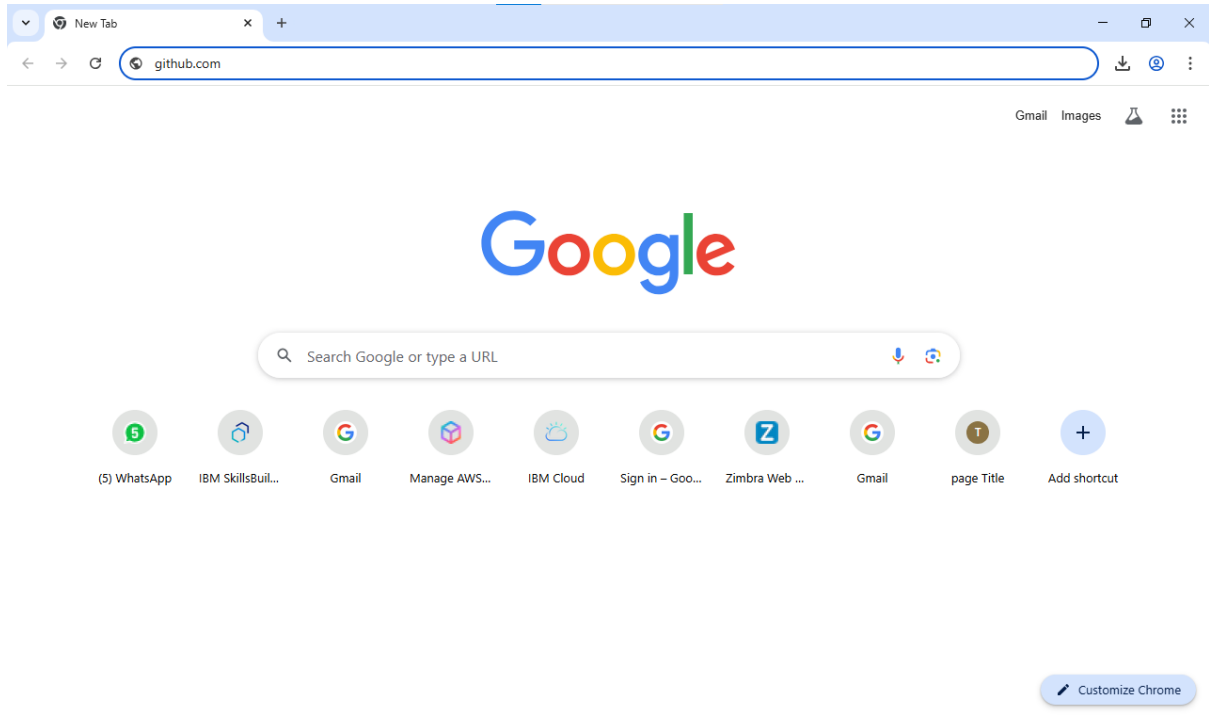 New Tab
github.com
Gmail Images
Google
Search Google or type a URL
5
Z
T
(5) WhatsApp IBM SkillsBuil... Gmail Manage AWS... IBM Cloud Sign in – Goo... Zimbra Web ... Gmail page Title Add shortcut
Customize Chrome